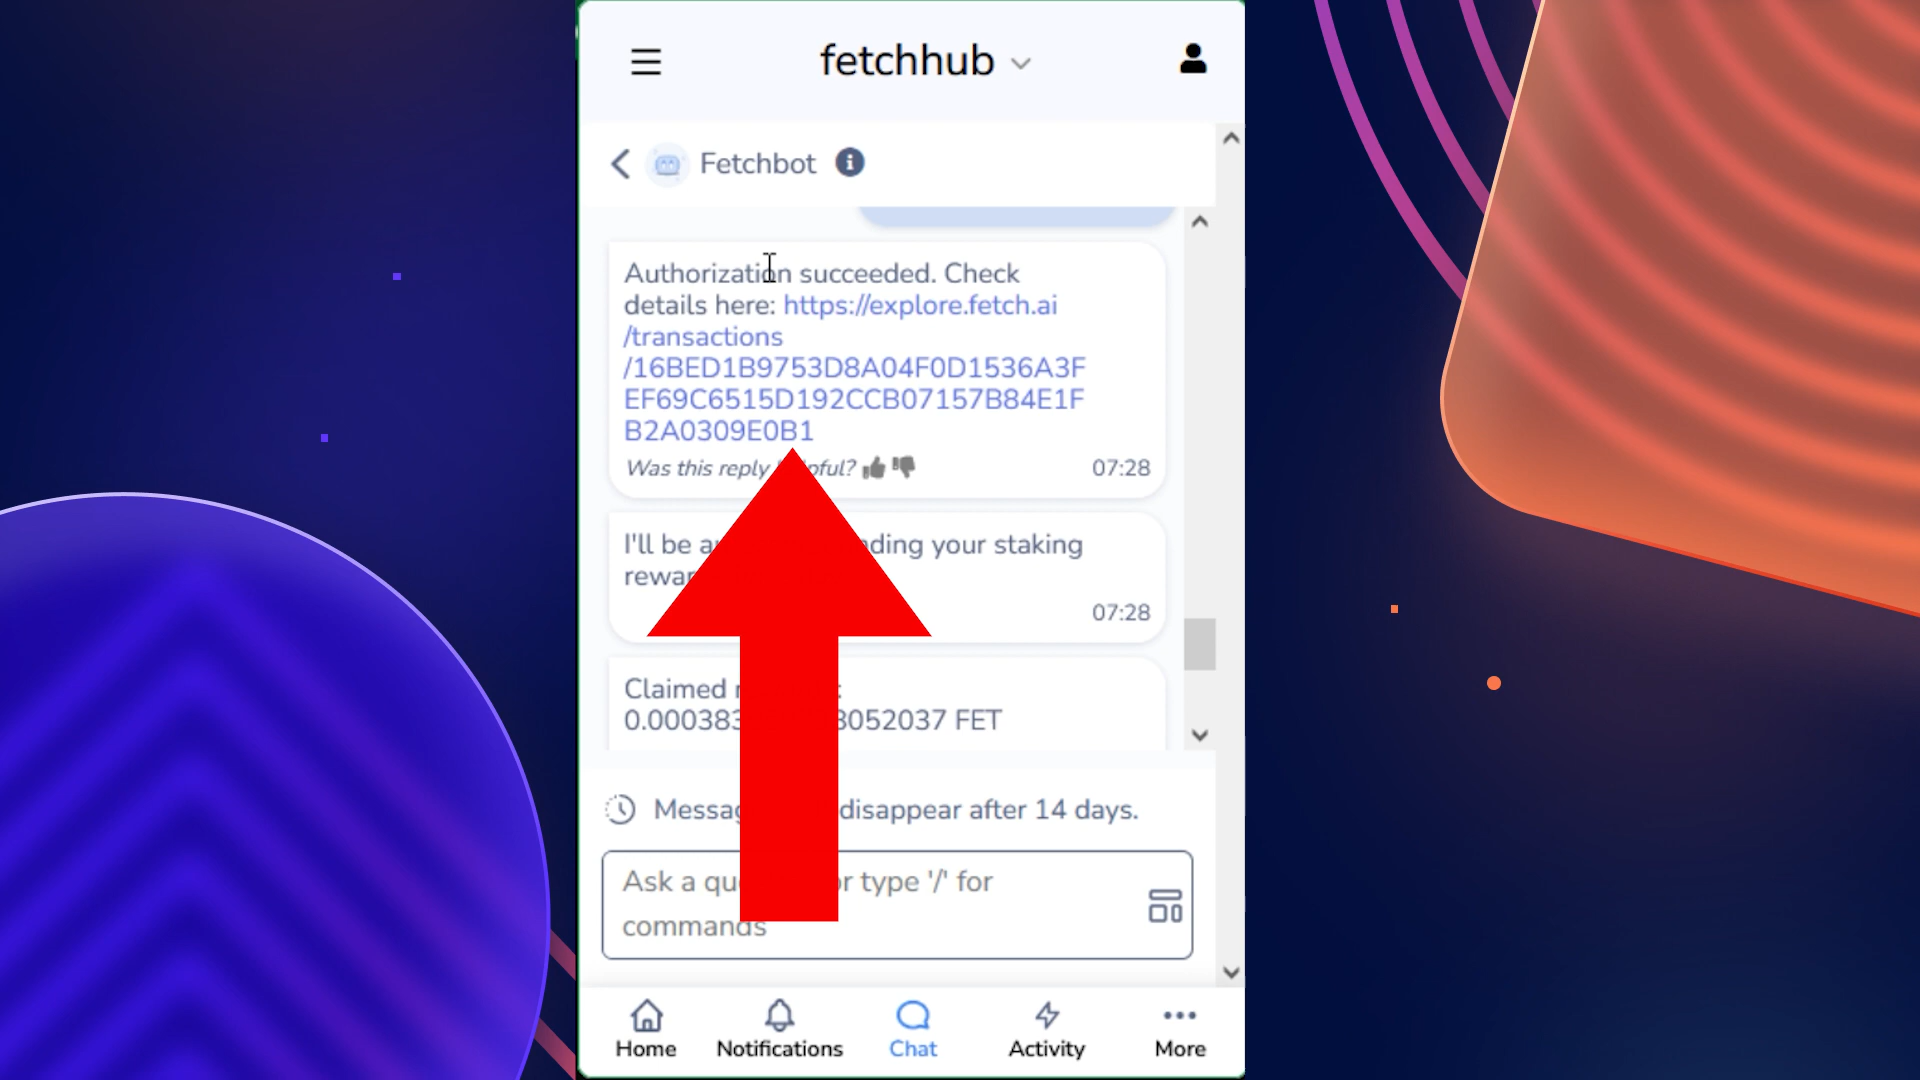 fetchhub
Fetchbot
Authorization succeeded. Check
details here: https://explore.fetch.ai
/transactions
/16BED1B9753D8A04F0D1536A3F
EF69C6515D192CCB07157B84E1F
B2A0309E0B1
Was this reply
07:28
I'll be your staking
07:28
Claimed
FET
disappear after 14 days.
Ask a or type '/' for
commands
Home
Notifications
Chat
Activity
More